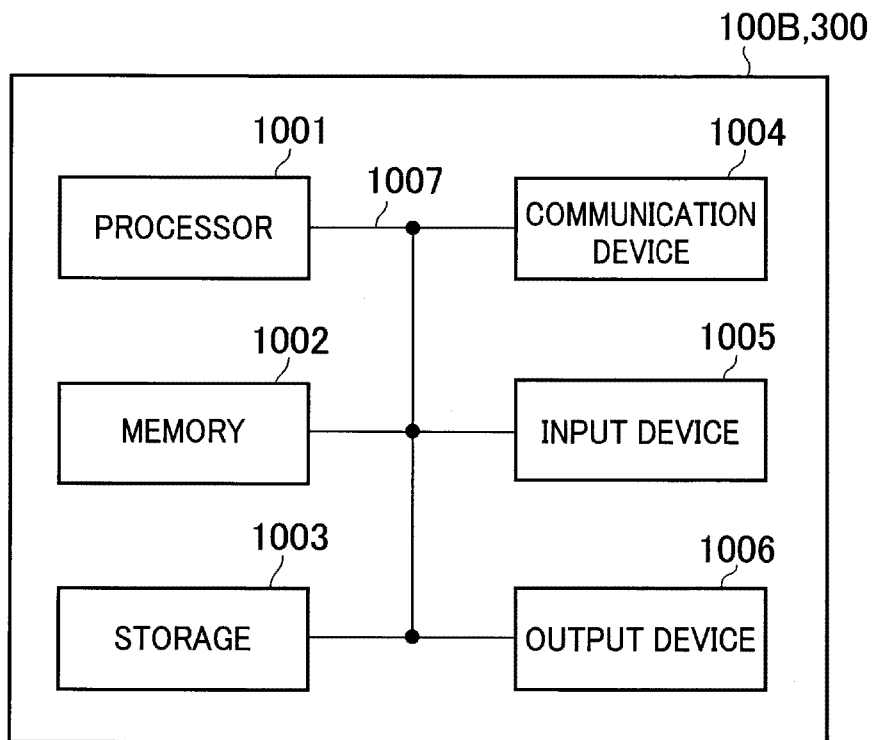 100B,300
1001
1007
1004
PROCESSOR
COMMUNICATION
DEVICE
1002
1005
MEMORY
INPUT DEVICE
1003
1006
STORAGE
OUTPUT DEVICE